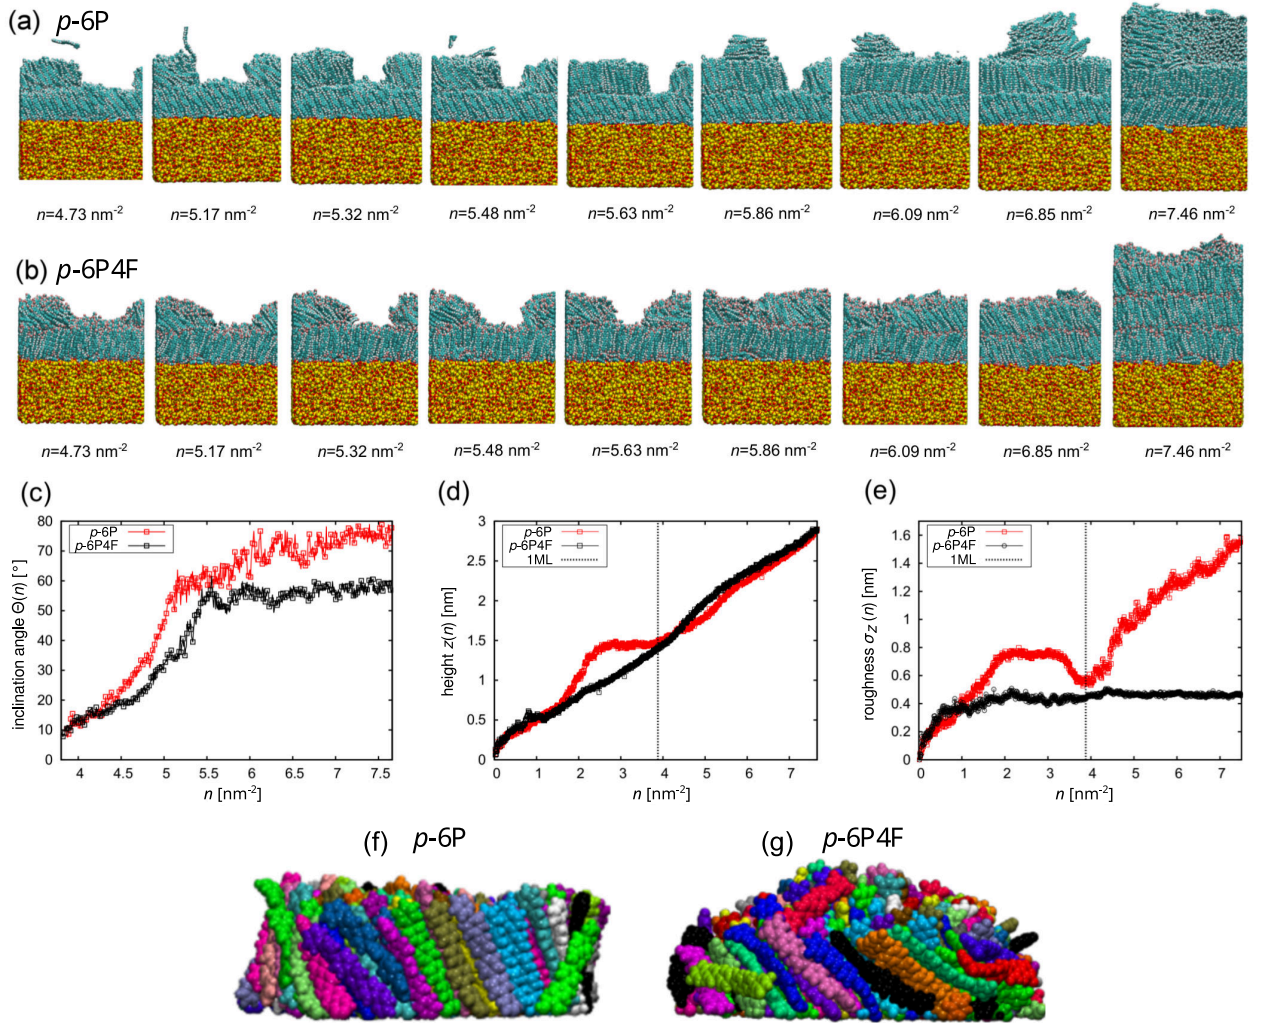 (a) p-6P
n=4.73 nm-2 n=5.17 nm-2 n=5.32 nm-2 n=5.48 nm-2 n=5.63 nm-2 n=5.86 nm-2 n=6.09 nm-2 n=6.85 nm-2 n=7.46 nm-2
(b) p-6P4F
n=4.73 nm-2 n=5.17 nm-2 n=5.32 nm-2 n=5.48 nm-2 n=5.63 nm-2 n=5.86 nm-2 n=6.09 nm-2 n=6.85 nm-2 n=7.46 nm-2
(c)
p-6P
p-6P4F
inclination angle Θ(n) [°]
80
70
60
50
40
30
20
10
0
4 4.5 5 5.5 6 6.5 7 7.5
n [nm-2]
(d)
p-6P
p-6P4F
1ML
height z(n) [nm]
3
2.5
2
1.5
1
0.5
0
0 1 2 3 4 5 6 7
n [nm-2]
(e)
p-6P
p-6P4F
1ML
roughness σz (n) [nm]
1.6
1.4
1.2
1
0.8
0.6
0.4
0.2
0
0 1 2 3 4 5 6 7
n [nm-2]
(f) p-6P
(g) p-6P4F